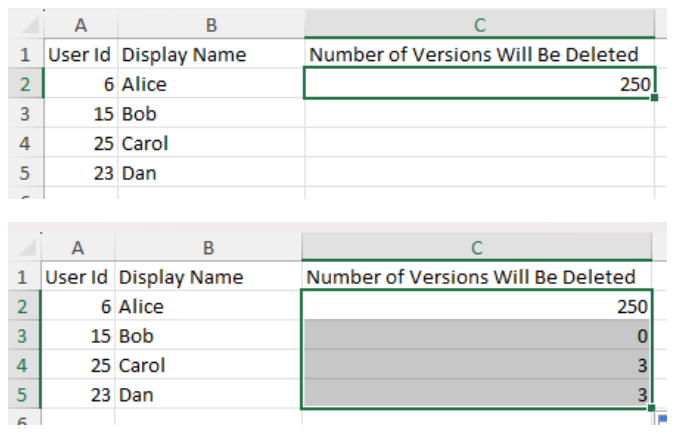 A B C
1 User Id Display Name Number of Versions Will Be Deleted
2 6 Alice 250
3 15 Bob
4 25 Carol
5 23 Dan
A B C
1 User Id Display Name Number of Versions Will Be Deleted
2 6 Alice 250
3 15 Bob 0
4 25 Carol 3
5 23 Dan 3
6